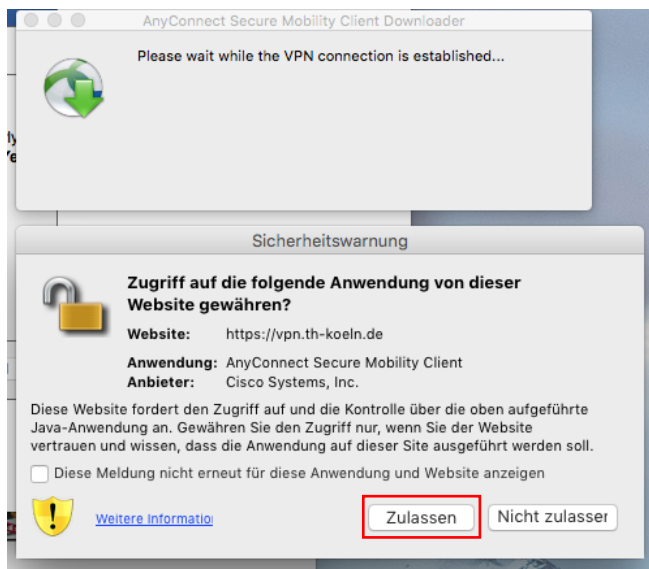 AnyConnect Secure Mobility Client Downloader
Please wait while the VPN connection is established...
Sicherheitswarnung
Zugriff auf die folgende Anwendung von dieser
Website gewähren?
Website: https://vpn.th-koeln.de
Anwendung: AnyConnect Secure Mobility Client
Anbieter: Cisco Systems, Inc.
Diese Website fordert den Zugriff auf und die Kontrolle über die oben aufgeführte
Java-Anwendung an. Gewähren Sie den Zugriff nur, wenn Sie der Website
vertrauen und wissen, dass die Anwendung auf dieser Site ausgeführt werden soll.
Diese Meldung nicht erneut für diese Anwendung und Website anzeigen
Weitere Informatio
Zulassen Nicht zulasser